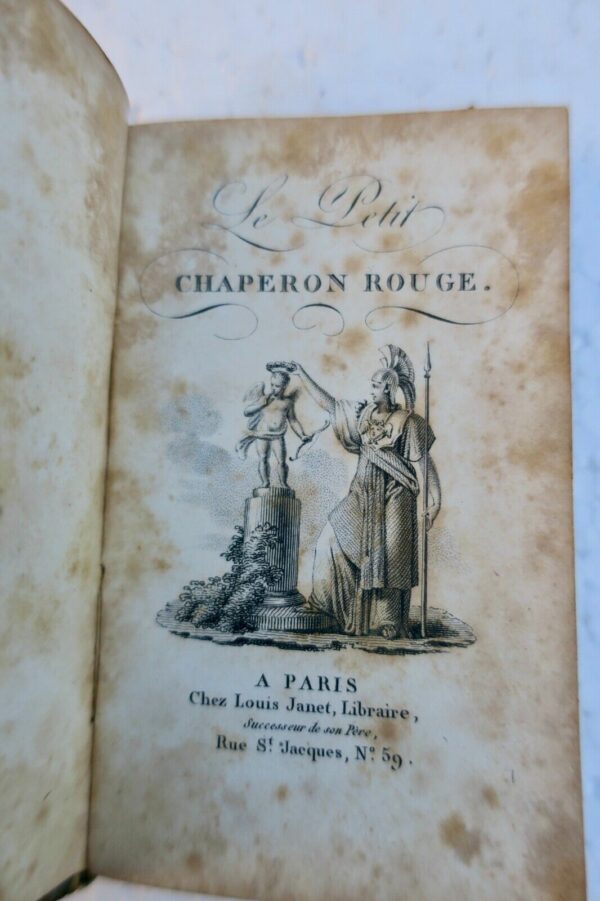 Le Petit
CHAPERON ROUGE.
A PARIS
Chez Louis Janet, Libraire,
Successeur de son Père,
Rue St. Jacques, No. 59.